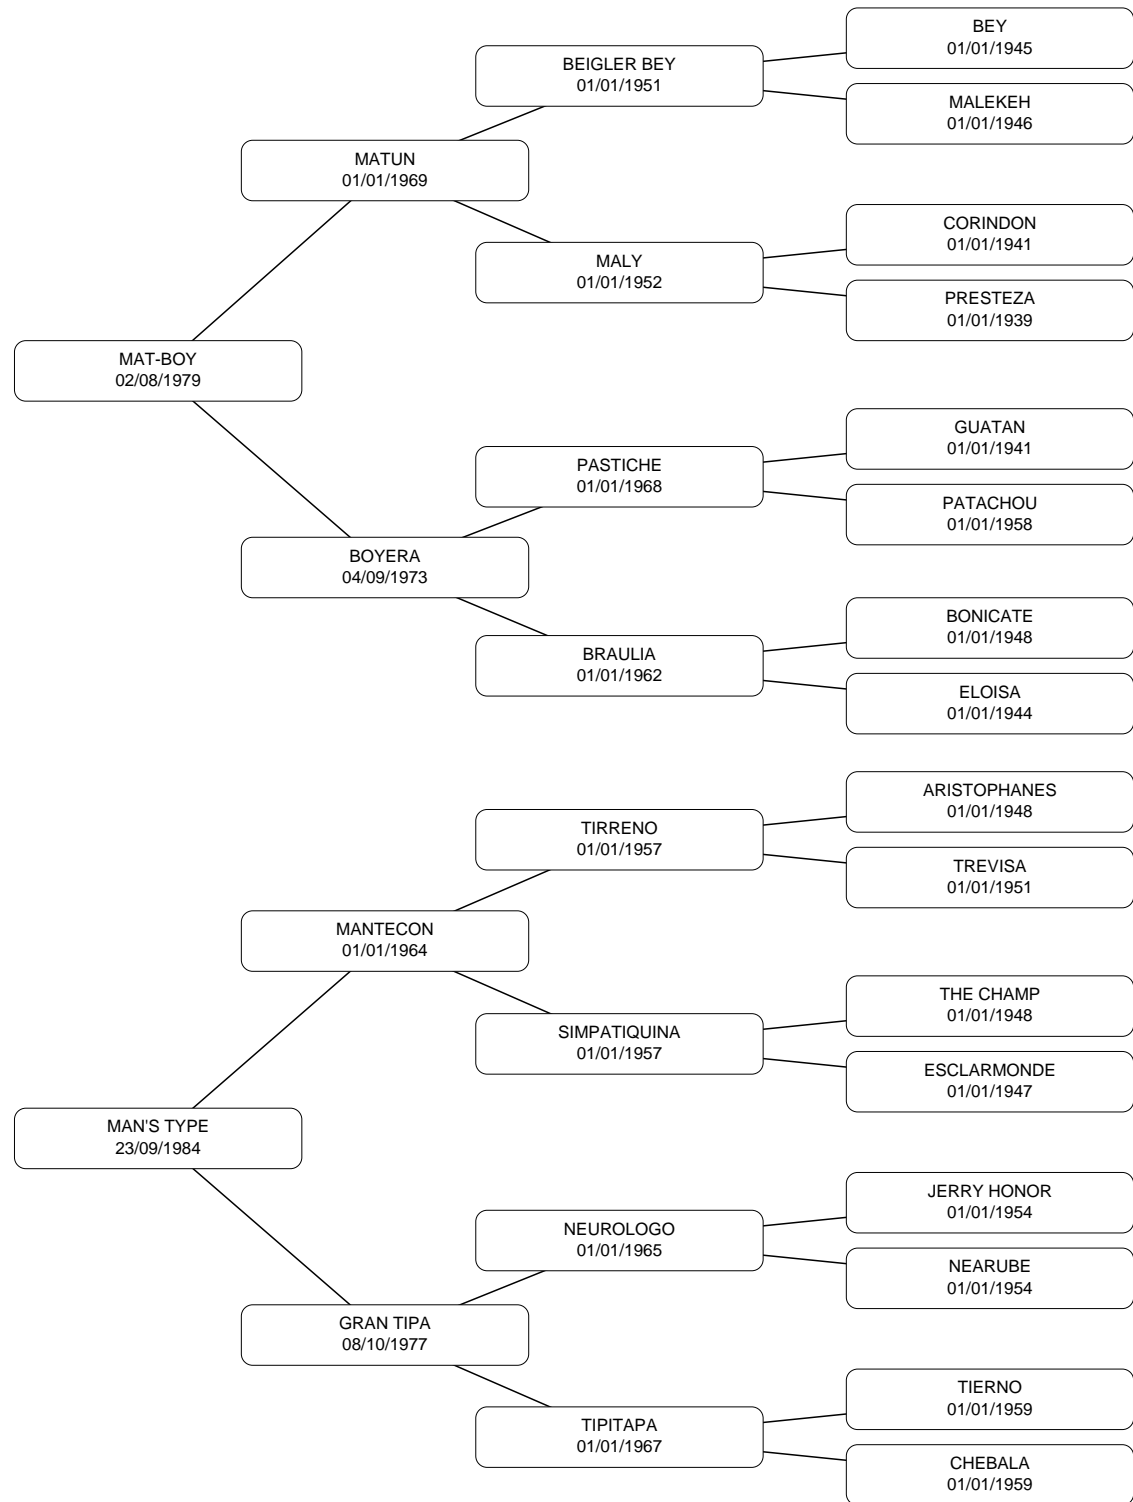 BEY
01/01/1945
BEIGLER BEY
01/01/1951
MALEKEH
01/01/1946
MATUN
01/01/1969
CORINDON
01/01/1941
MALY
01/01/1952
PRESTEZA
01/01/1939
MAT-BOY
02/08/1979
GUATAN
01/01/1941
PASTICHE
01/01/1968
PATACHOU
01/01/1958
BOYERA
04/09/1973
BONICATE
01/01/1948
BRAULIA
01/01/1962
ELOISA
01/01/1944
ARISTOPHANES
01/01/1948
TIRRENO
01/01/1957
TREVISA
01/01/1951
MANTECON
01/01/1964
THE CHAMP
01/01/1948
SIMPATIQUINA
01/01/1957
ESCLARMONDE
01/01/1947
MAN'S TYPE
23/09/1984
JERRY HONOR
01/01/1954
NEUROLOGO
01/01/1965
NEARUBE
01/01/1954
GRAN TIPA
08/10/1977
TIERNO
01/01/1959
TIPITAPA
01/01/1967
CHEBALA
01/01/1959